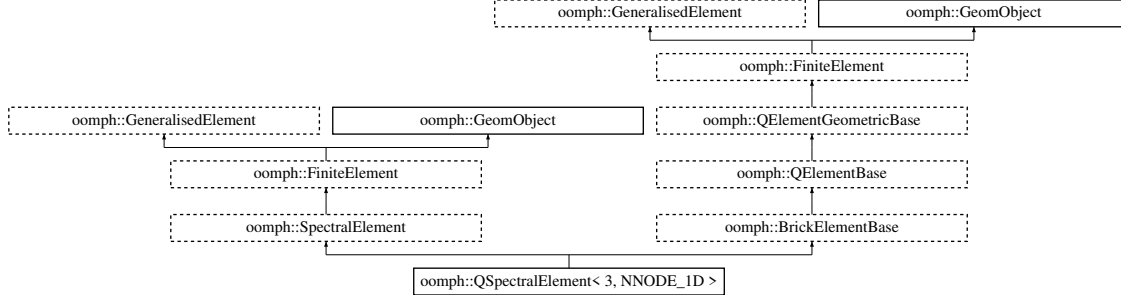 oomph::GeneralisedElement
oomph::GeomObject
oomph::FiniteElement
oomph::GeneralisedElement
oomph::GeomObject
oomph::QElementGeometricBase
oomph::FiniteElement
oomph::QElementBase
oomph::SpectralElement
oomph::BrickElementBase
oomph::QSpectralElement< 3, NNODE_1D >